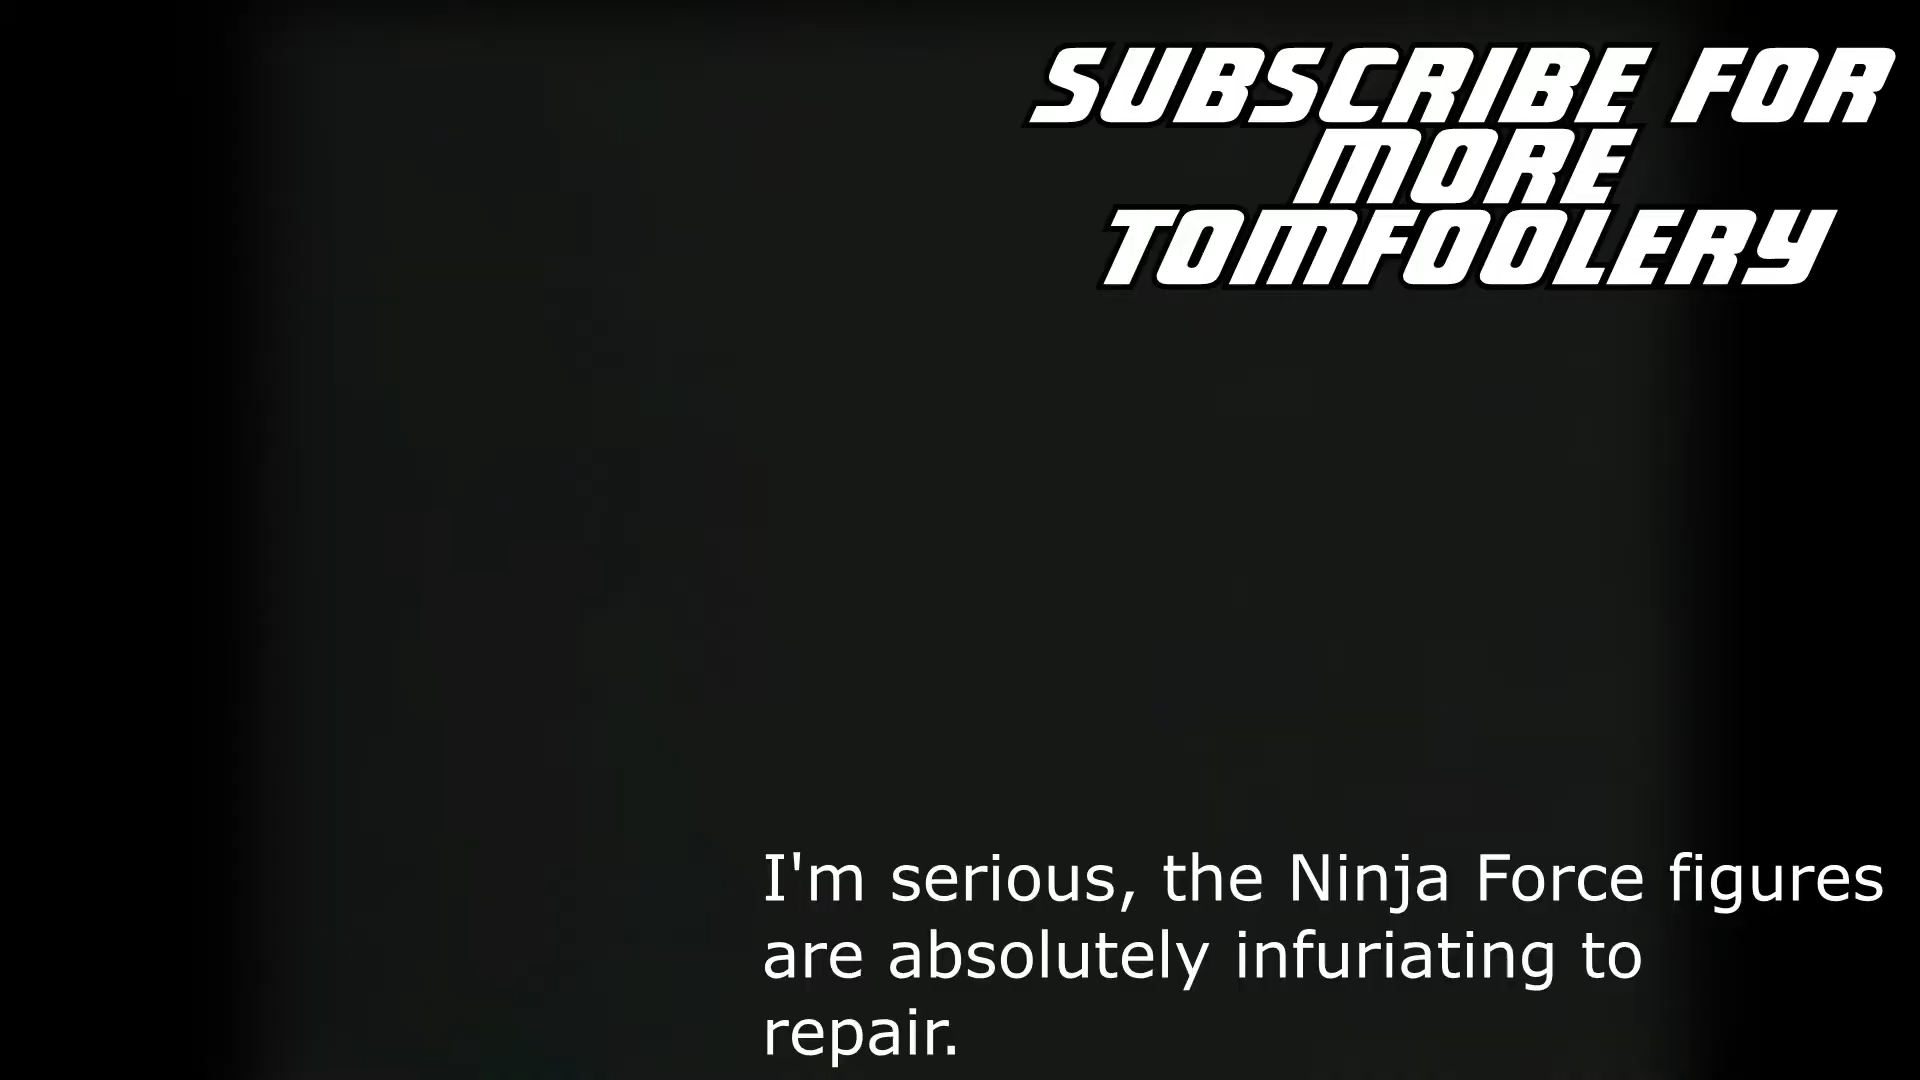 SUBSCRIBE FOR
MORE
TOMFOOLERY
I'm serious, the Ninja Force figures
are absolutely infuriating to
repair.